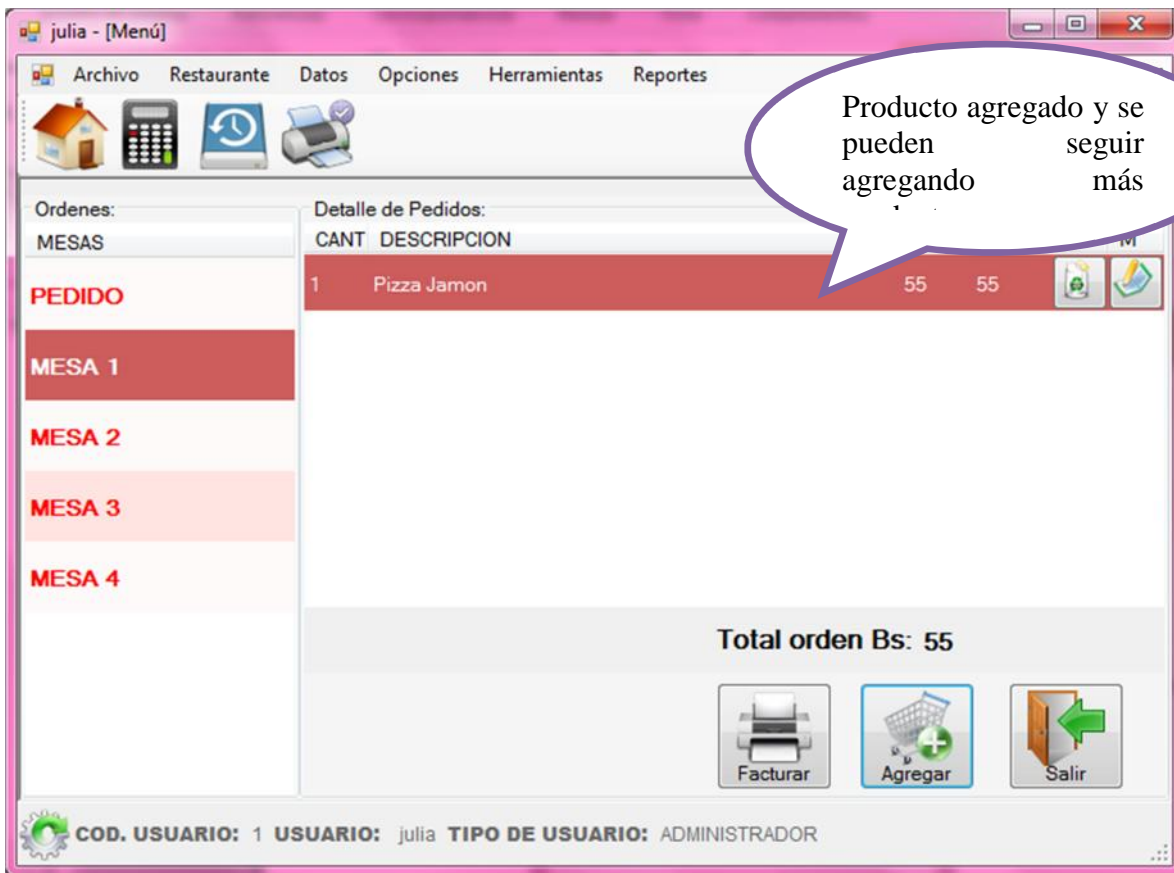 julia - [Menú]
Archivo Restaurante Datos Opciones Herramientas Reportes
Producto agregado y se
pueden seguir
agregando más
Ordenes:
MESAS
PEDIDO
MESA 1
MESA 2
MESA 3
MESA 4
Detalle de Pedidos:
CANT DESCRIPCION M
1 Pizza Jamon 55 55
Total orden Bs: 55
Facturar Agregar Salir
COD. USUARIO: 1 USUARIO: julia TIPO DE USUARIO: ADMINISTRADOR